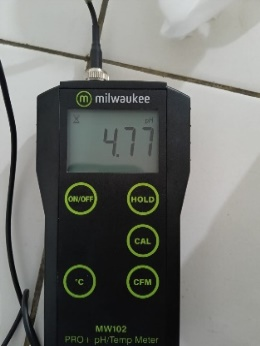 m milwaukee
pH
4.77
ON/OFF
HOLD
CAL
°C
CFM
MW102
PRO+ pH/Temp Meter